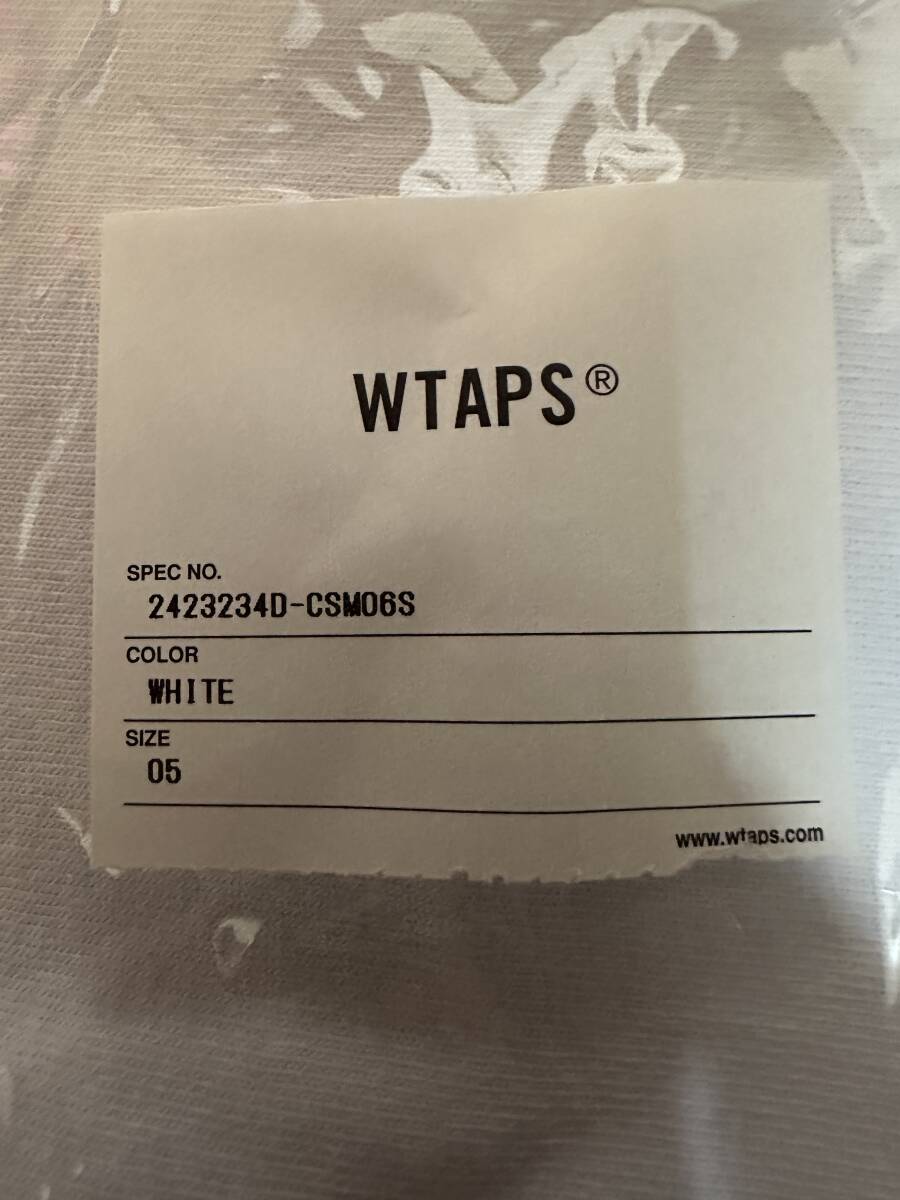 WTAPS®
SPEC NO.
2423234D-CSM06S
COLOR
WHITE
SIZE
05
www.wtaps.com